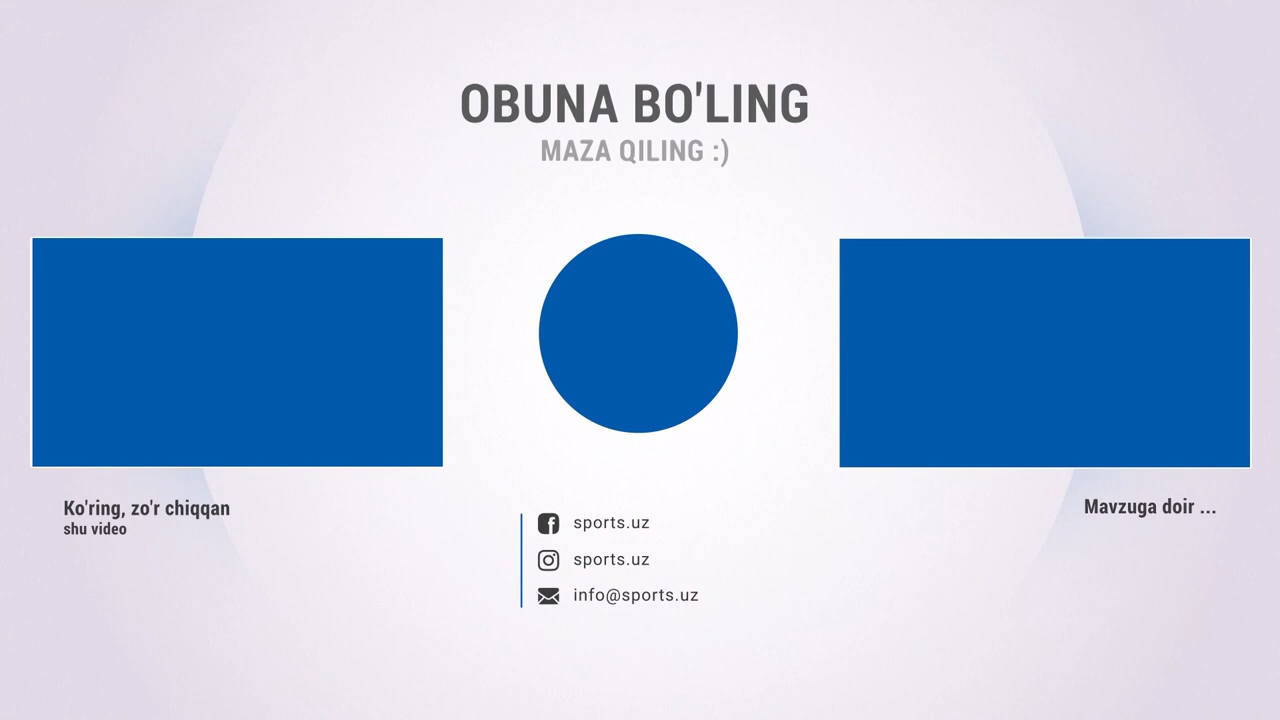 OBUNA BO'LING
MAZA QILING :)
Ko'ring, zo'r chiqqan
shu video
Mavzuga doir ...
sports.uz
sports.uz
info@sports.uz